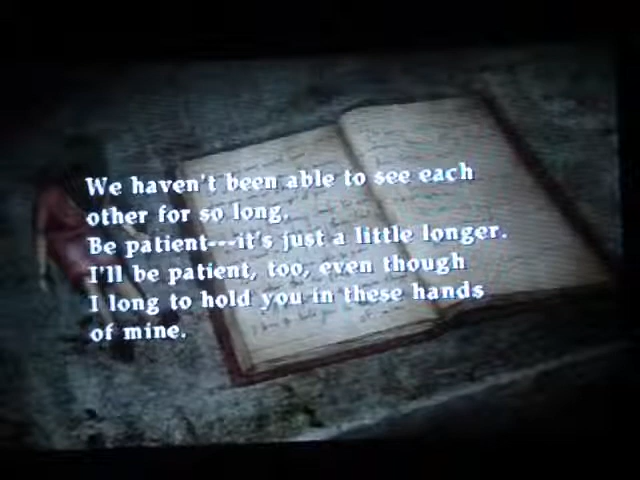 We haven't been able to see each
other for so long.
Be patient---it's just a little longer.
I'll be patient, too, even though
I long to hold you in these hands
of mine.